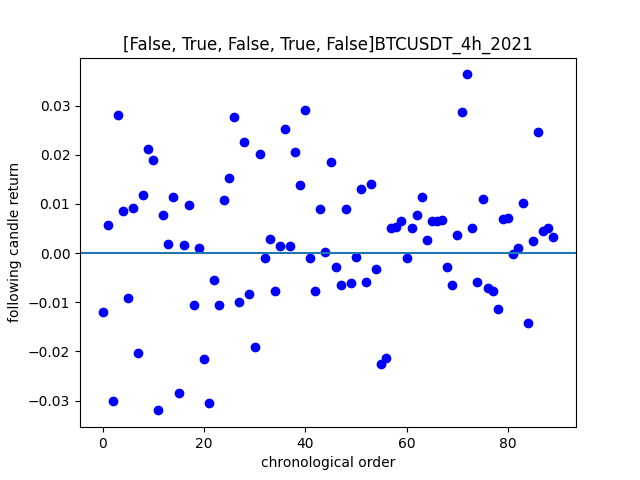 [False, True, False, True, False]BTCUSDT_4h_2021
following candle return
0.03
0.02
0.01
0.00
−0.01
−0.02
−0.03
0 20 40 60 80
chronological order